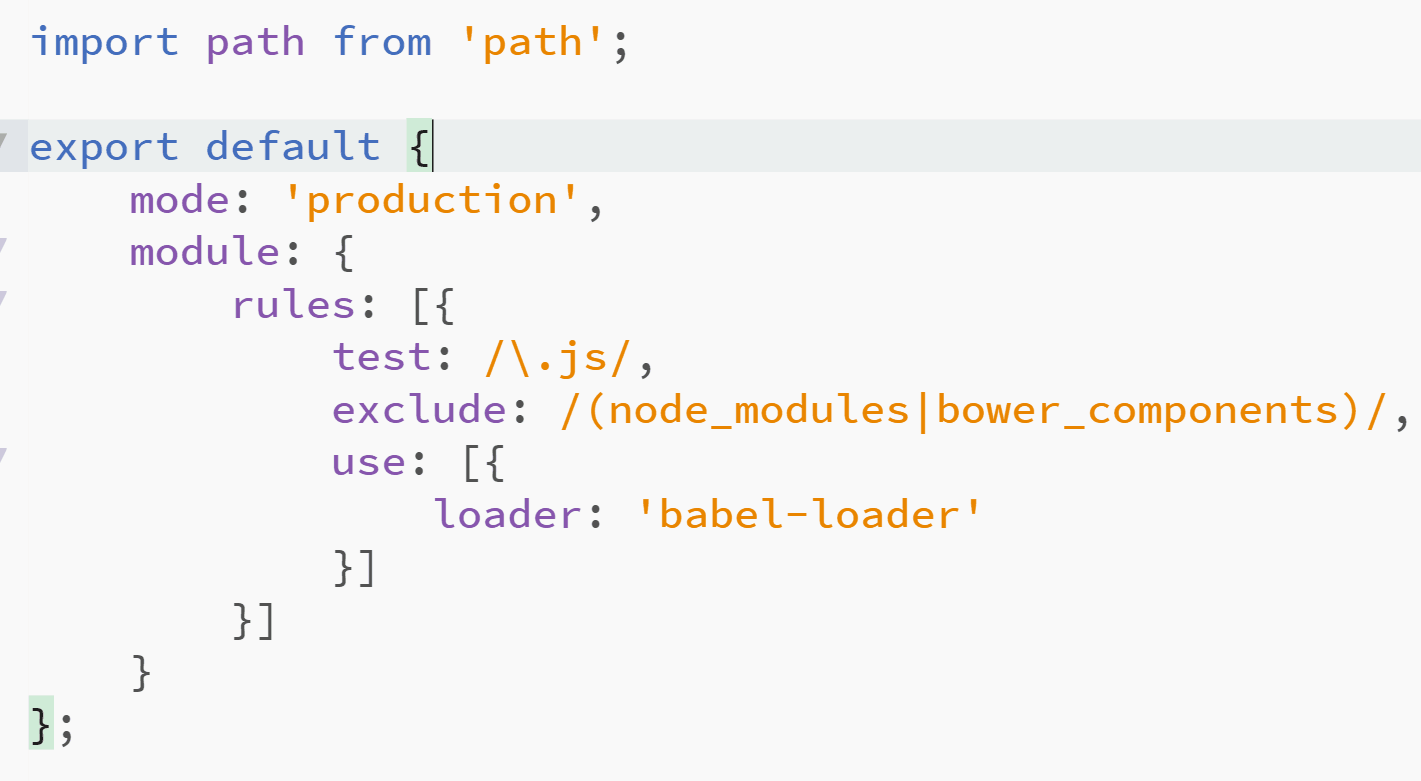 import path from 'path';
export default {
    mode: 'production',
    module: {
        rules: [{
            test: /\.js/,
            exclude: /(node_modules|bower_components)/,
            use: [{
                loader: 'babel-loader'
            }]
        }]
    }
};